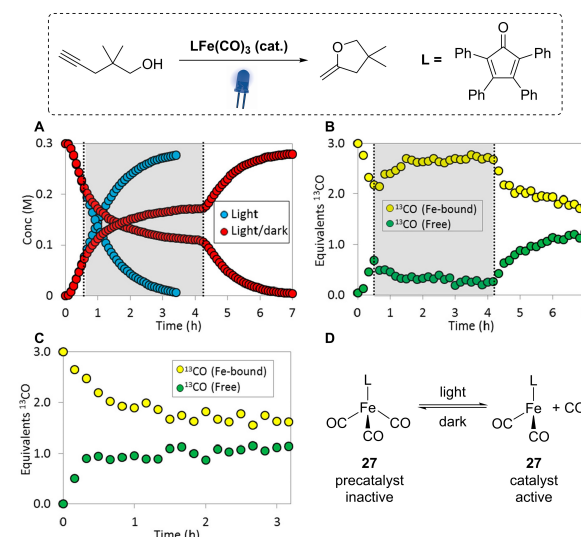 LFe(CO)3 (cat.)
OH
O
L =
O
Ph
Ph
Ph
Ph
A
0.3
0.2
0.1
0
Conc (M)
Light
Light/dark
0 1 2 3 4 5 6 7
Time (h)
B
3.0
2.0
1.0
0.0
Equivalents 13CO
13CO (Fe-bound)
13CO (Free)
0 1 2 3 4 5 6
Time (h)
C
3.0
2.0
1.0
0.0
Equivalents 13CO
13CO (Fe-bound)
13CO (Free)
0 1 2 3
Time (h)
D
L
Fe
OC CO
CO
light
dark
L
Fe + CO
OC
CO
27 27
precatalyst catalyst
inactive active